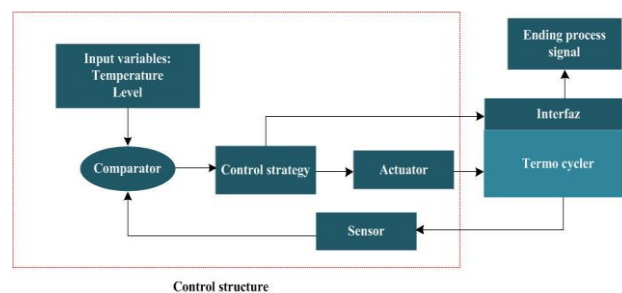 Input variables:
Temperature
Level
Ending process
signal
Interfaz
Comparator
Control strategy
Actuator
Termo cycler
Sensor
Control structure